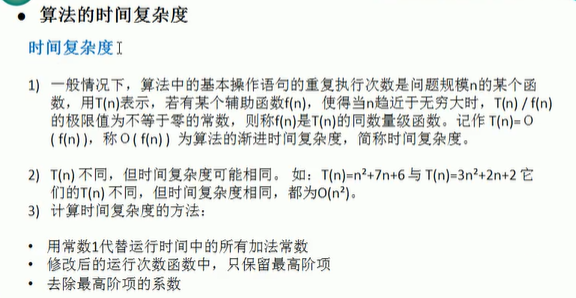 • 算法的时间复杂度
时间复杂度
1) 一般情况下，算法中的基本操作语句的重复执行次数是问题规模n的某个函
数，用T(n)表示，若有某个辅助函数f(n)，使得当n趋近于无穷大时，T(n) / f(n)
的极限值为不等于零的常数，则称f(n)是T(n)的同数量级函数。记作 T(n)=Ｏ
( f(n) )，称Ｏ( f(n) ) 为算法的渐进时间复杂度，简称时间复杂度。
2) T(n) 不同，但时间复杂度可能相同。 如：T(n)=n²+7n+6 与 T(n)=3n²+2n+2 它
们的T(n) 不同，但时间复杂度相同，都为O(n²)。
3) 计算时间复杂度的方法：
• 用常数1代替运行时间中的所有加法常数
• 修改后的运行次数函数中，只保留最高阶项
• 去除最高阶项的系数